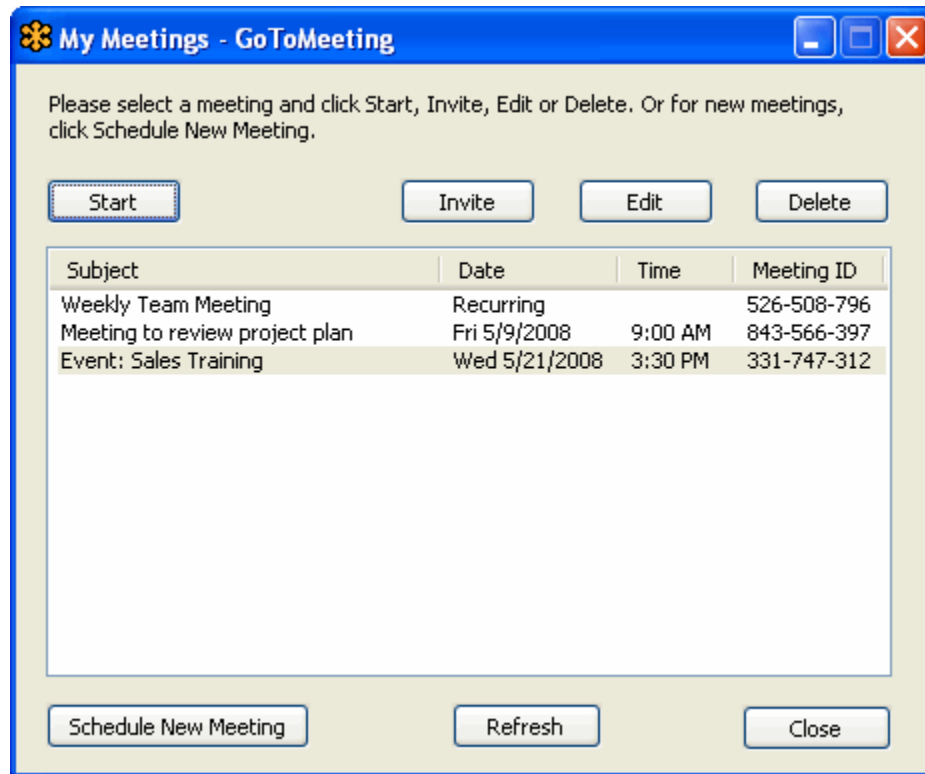 My Meetings - GoToMeeting
Please select a meeting and click Start, Invite, Edit or Delete. Or for new meetings,
click Schedule New Meeting.
Start Invite Edit Delete
Subject Date Time Meeting ID
Weekly Team Meeting Recurring 526-508-796
Meeting to review project plan Fri 5/9/2008 9:00 AM 843-566-397
Event: Sales Training Wed 5/21/2008 3:30 PM 331-747-312
Schedule New Meeting Refresh Close